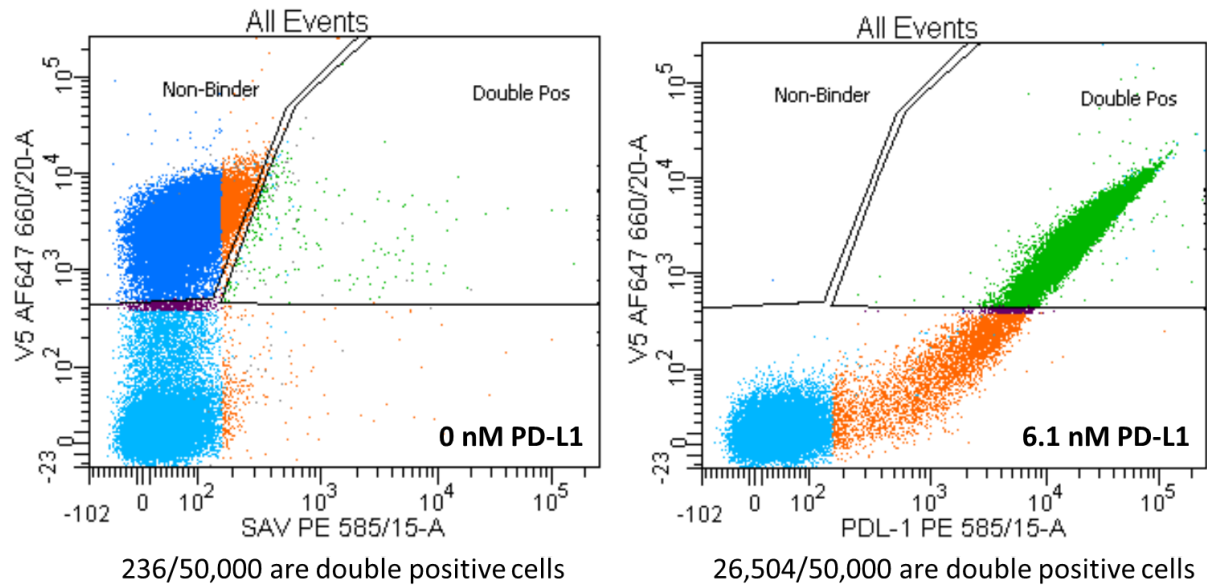 All Events
Non-Binder
Double Pos
V5 AF647 660/20-A
10^5
10^4
10^3
10^2
0
-23
0 nM PD-L1
-102
0
10^2
10^3
10^4
10^5
SAV PE 585/15-A
236/50,000 are double positive cells
All Events
Non-Binder
Double Pos
V5 AF647 660/20-A
10^5
10^4
10^3
10^2
0
-23
6.1 nM PD-L1
-102
0
10^2
10^3
10^4
10^5
PDL-1 PE 585/15-A
26,504/50,000 are double positive cells